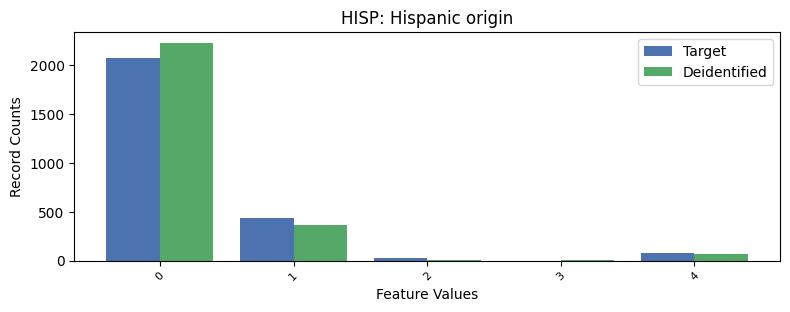 HISP: Hispanic origin
Target
Deidentified
Record Counts
2000
1500
1000
500
0
0
1
2
3
4
Feature Values